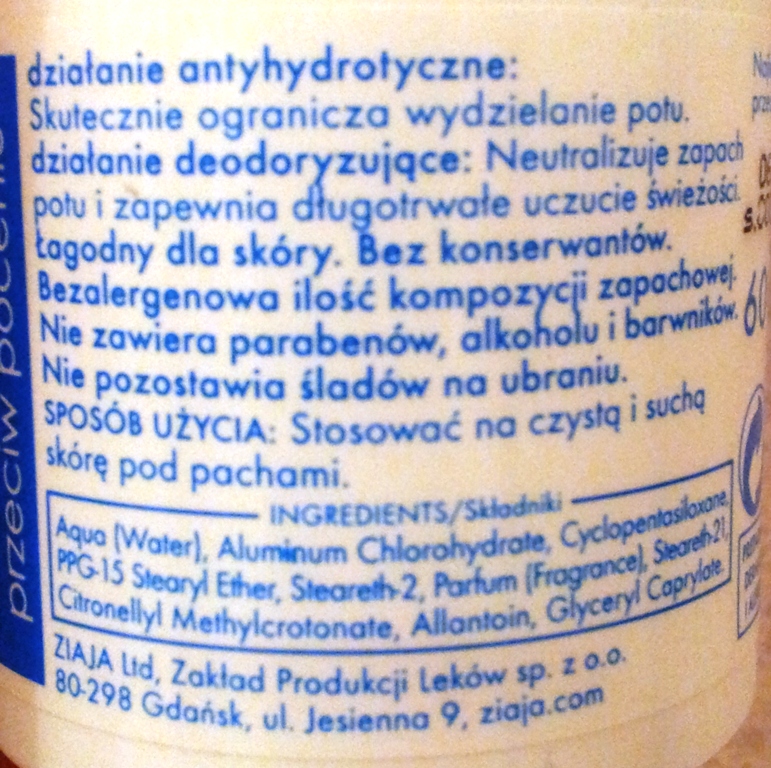 działanie antyhydrotyczne:
Skutecznie ogranicza wydzielanie potu.
działanie deodoryzujące: Neutralizuje zapach
potu i zapewnia długotrwałe uczucie świeżości.
Łagodny dla skóry. Bez konserwantów.
Bezalergenowa ilość kompozycji zapachowej.
Nie zawiera parabenów, alkoholu i barwników.
Nie pozostawia śladów na ubraniu.
SPOSÓB UŻYCIA: Stosować na czystą i suchą
skórę pod pachami.
INGREDIENTS/Składniki
Aqua (Water), Aluminum Chlorohydrate, Cyclopentasiloxane,
PPG-15 Stearyl Ether, Steareth-2, Parfum (Fragrance), Steareth-21,
Citronellyl Methylcrotonate, Allantoin, Glyceryl Caprylate.
ZIAJA Ltd, Zakład Produkcji Leków sp. z o.o.
80-298 Gdańsk, ul. Jesienna 9, ziaja.com
przeciw
60